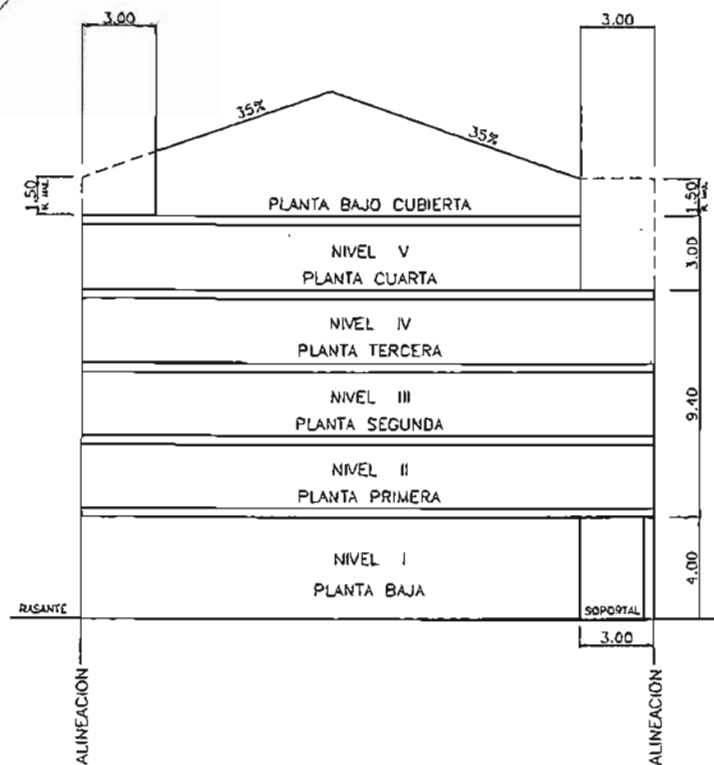 3.00
3.00
35%
35%
1.50
1.50
PLANTA BAJO CUBIERTA
3.00
NIVEL V
PLANTA CUARTA
NIVEL IV
PLANTA TERCERA
9.40
NIVEL III
PLANTA SEGUNDA
NIVEL II
PLANTA PRIMERA
NIVEL I
PLANTA BAJA
4.00
RASANTE
SOPORTAL
3.00
ALINEACION
ALINEACION